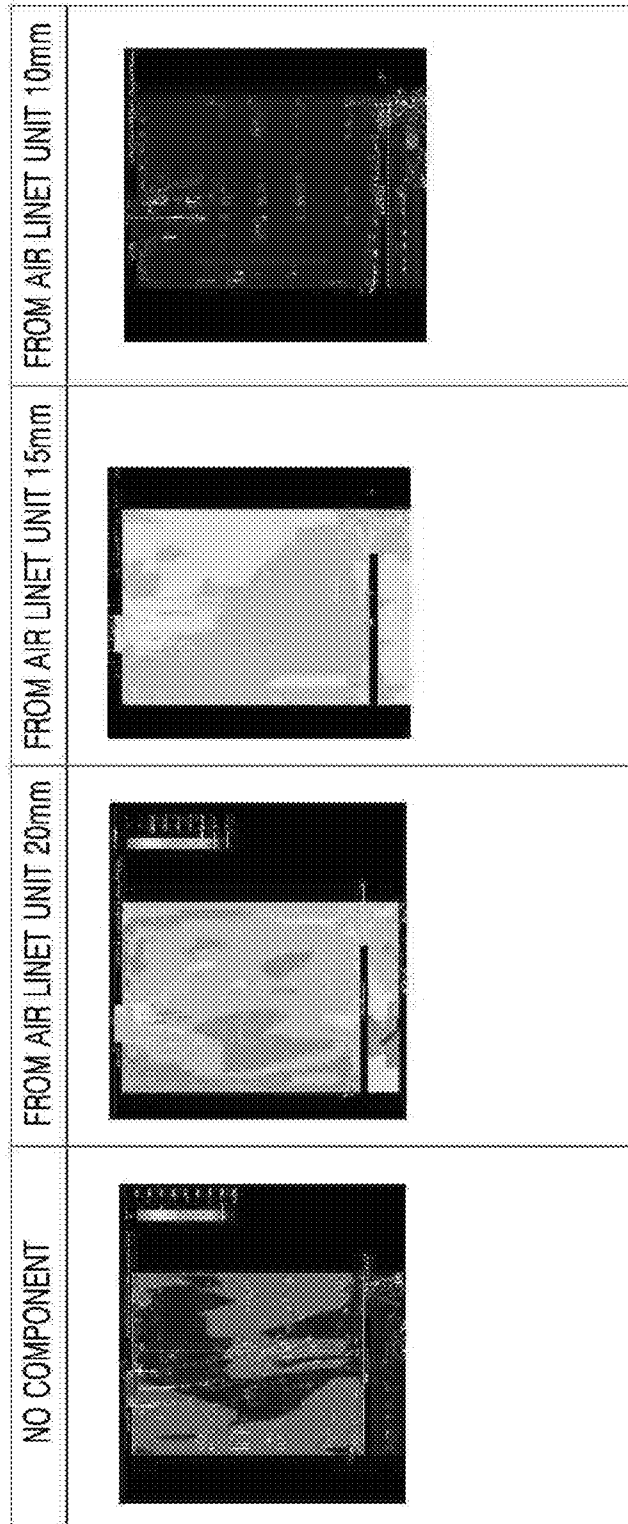 NO COMPONENT
FROM AIR LINET UNIT 20mm
FROM AIR LINET UNIT 15mm
FROM AIR LINET UNIT 10mm